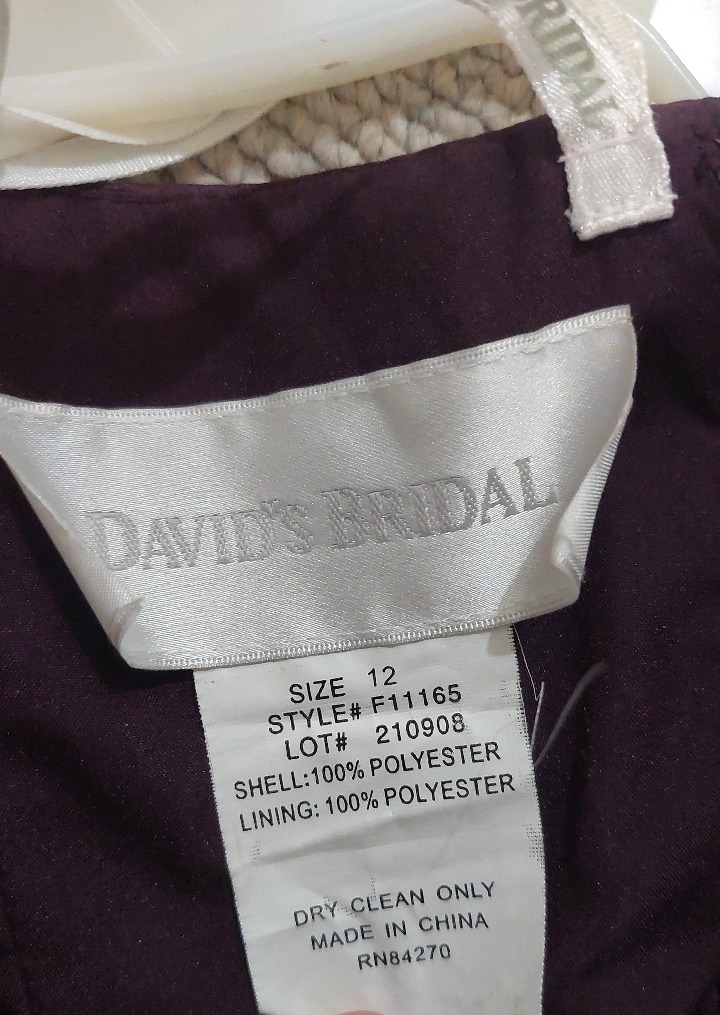 BRIDAL
DAVID'S BRIDAL
SIZE 12
STYLE# F11165
LOT# 210908
SHELL:100% POLYESTER
LINING: 100% POLYESTER
DRY CLEAN ONLY
MADE IN CHINA
RN84270